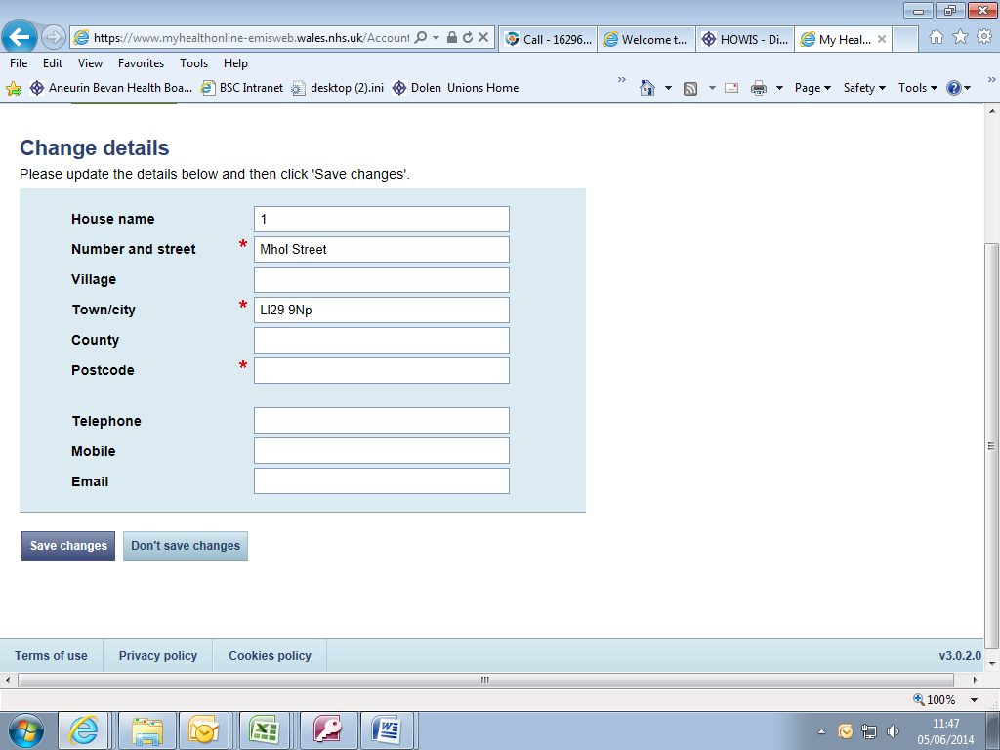 https://www.myhealthonline-emisweb.wales.nhs.uk/Account
Call - 16296...
Welcome t...
HOWIS - Di...
My Heal...
File Edit View Favorites Tools Help
Aneurin Bevan Health Boa... BSC Intranet desktop (2).ini Dolen Unions Home
Page Safety Tools
Change details
Please update the details below and then click 'Save changes'.
House name 1
Number and street * Mhol Street
Village
Town/city * Ll29 9Np
County
Postcode *
Telephone
Mobile
Email
Save changes Don't save changes
Terms of use Privacy policy Cookies policy v3.0.2.0
100%
11:47
05/06/2014